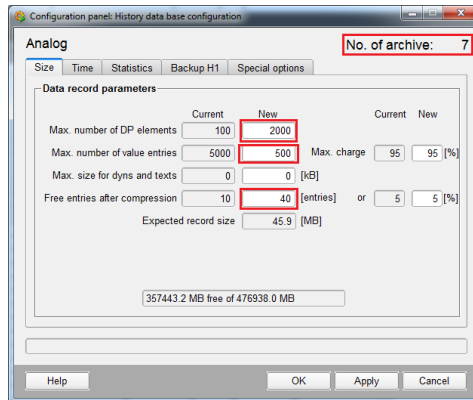 Configuration panel: History data base configuration
Analog No. of archive: 7
Size Time Statistics Backup H1 Special options
Data record parameters
Current New Current New
Max. number of DP elements 100 2000
Max. number of value entries 5000 500 Max. charge 95 95 [%]
Max. size for dyns and texts 0 0 [kB]
Free entries after compression 10 40 [entries] or 5 5 [%]
Expected record size 45.9 [MB]
357443.2 MB free of 476938.0 MB
Help OK Apply Cancel